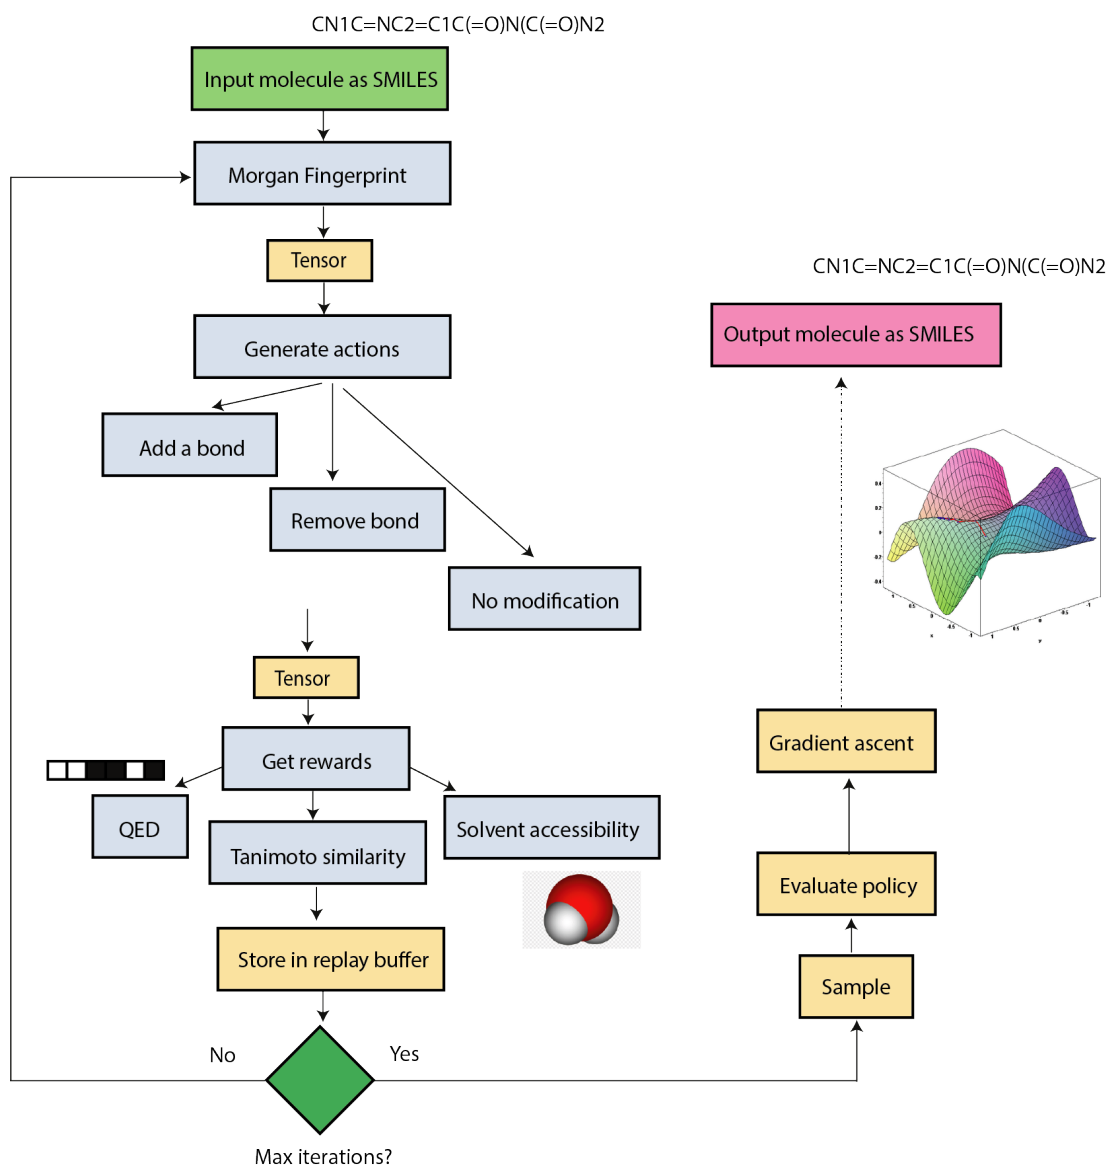 CN1C=NC2=C1C(=O)N(C(=O)N2
Input molecule as SMILES
Morgan Fingerprint
Tensor
Generate actions
Add a bond
Remove bond
No modification
Tensor
Get rewards
QED
Tanimoto similarity
Solvent accessibility
Store in replay buffer
No
Yes
Max iterations?
CN1C=NC2=C1C(=O)N(C(=O)N2
Output molecule as SMILES
Gradient ascent
Evaluate policy
Sample